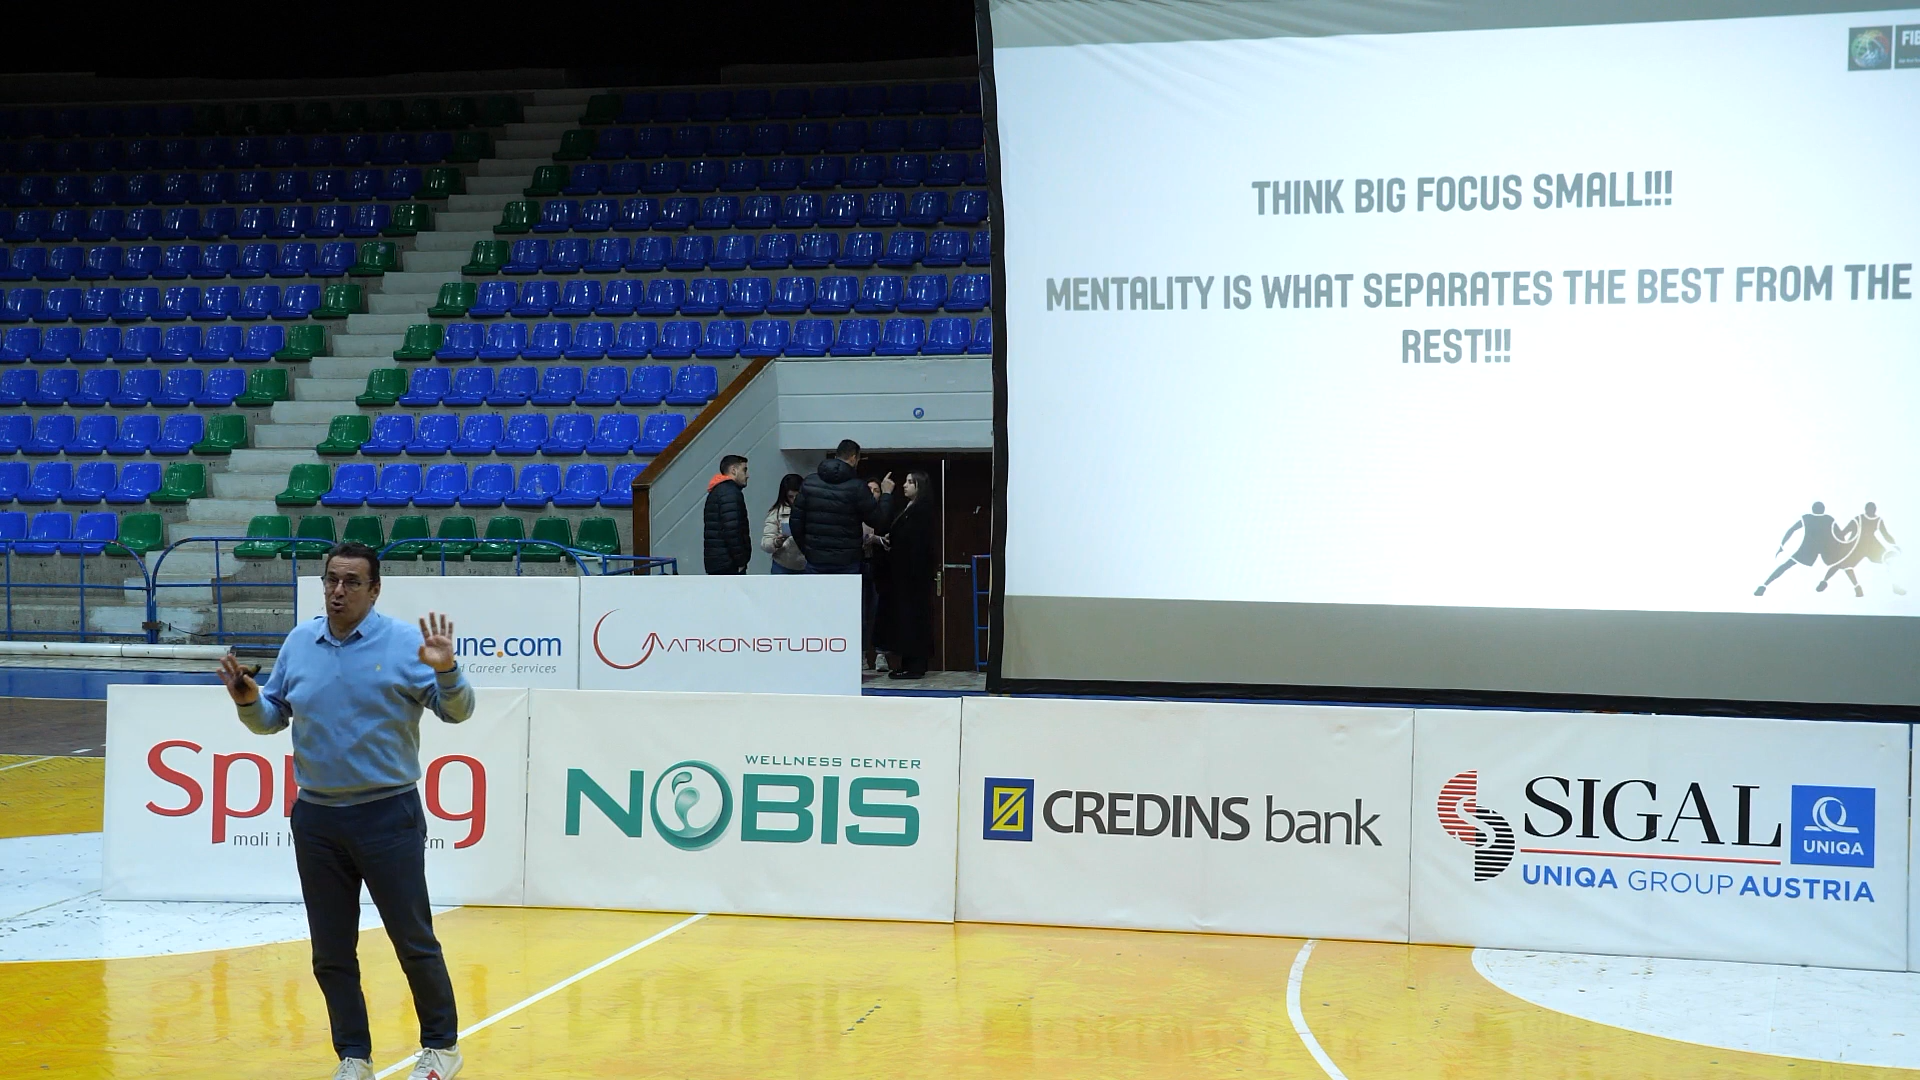 THINK BIG FOCUS SMALL!!!
MENTALITY IS WHAT SEPARATES THE BEST FROM THE
REST!!!
une.com
d Career Services
ARKONSTUDIO
mali i
WELLNESS CENTER
NOBIS
CREDINS bank
SIGAL
UNIQA
UNIQA GROUP AUSTRIA